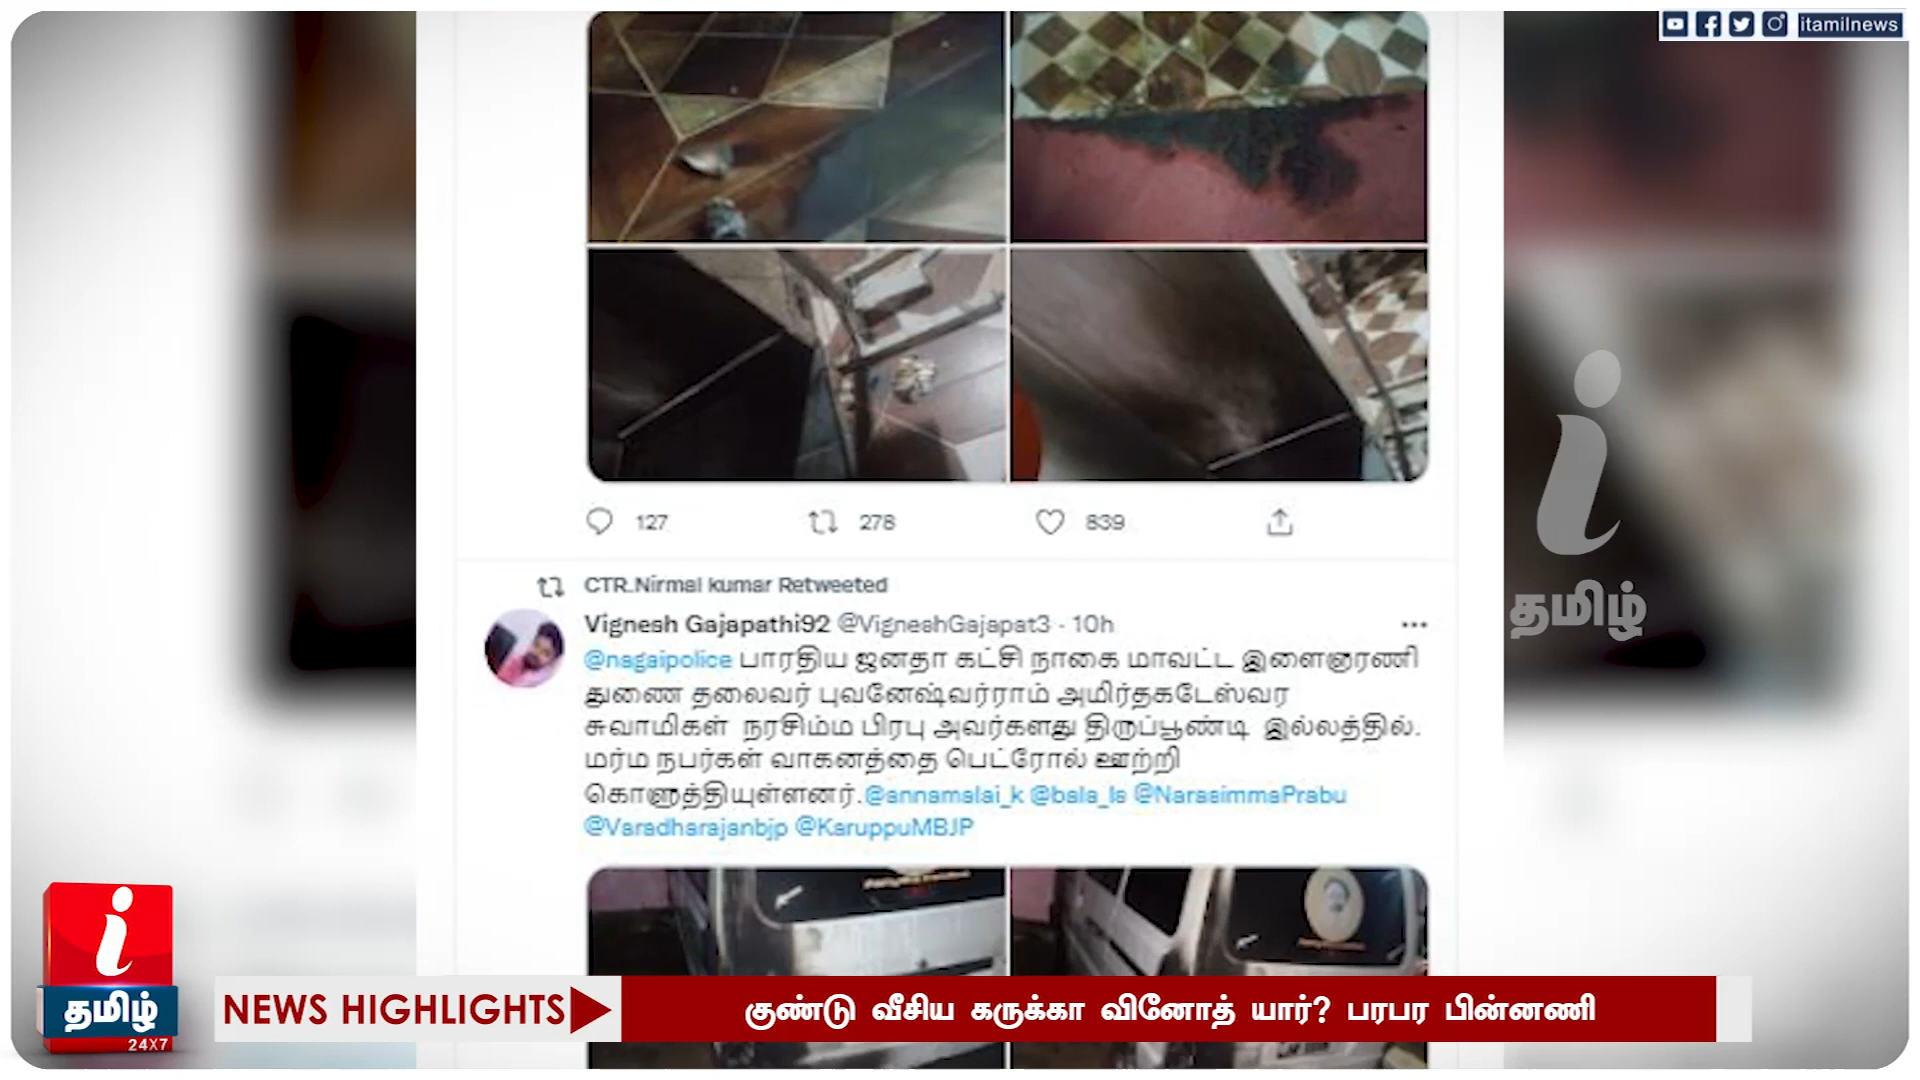 itamilnews
127 278 839
CTR.Nirmal kumar Retweeted
Vignesh Gajapathi92 @VigneshGajapat3 · 10h
@nagaipolice பாரதிய ஜனதா கட்சி நாகை மாவட்ட இளைஞரணி
துணை தலைவர் புவனேஷ்வர்ராம் அமிர்தகடேஸ்வர
சுவாமிகள் நரசிம்ம பிரபு அவர்களது திருப்பூண்டி இல்லத்தில்.
மர்ம நபர்கள் வாகனத்தை பெட்ரோல் ஊற்றி
கொளுத்தியுள்ளனர்.@annamalai_k @bala_ls @NarasimmaPrabu
@Varadharajanbjp @KaruppuMBJP
i
தமிழ்
i
தமிழ்
24X7
NEWS HIGHLIGHTS
குண்டு வீசிய கருக்கா வினோத் யார்? பரபர பின்னணி